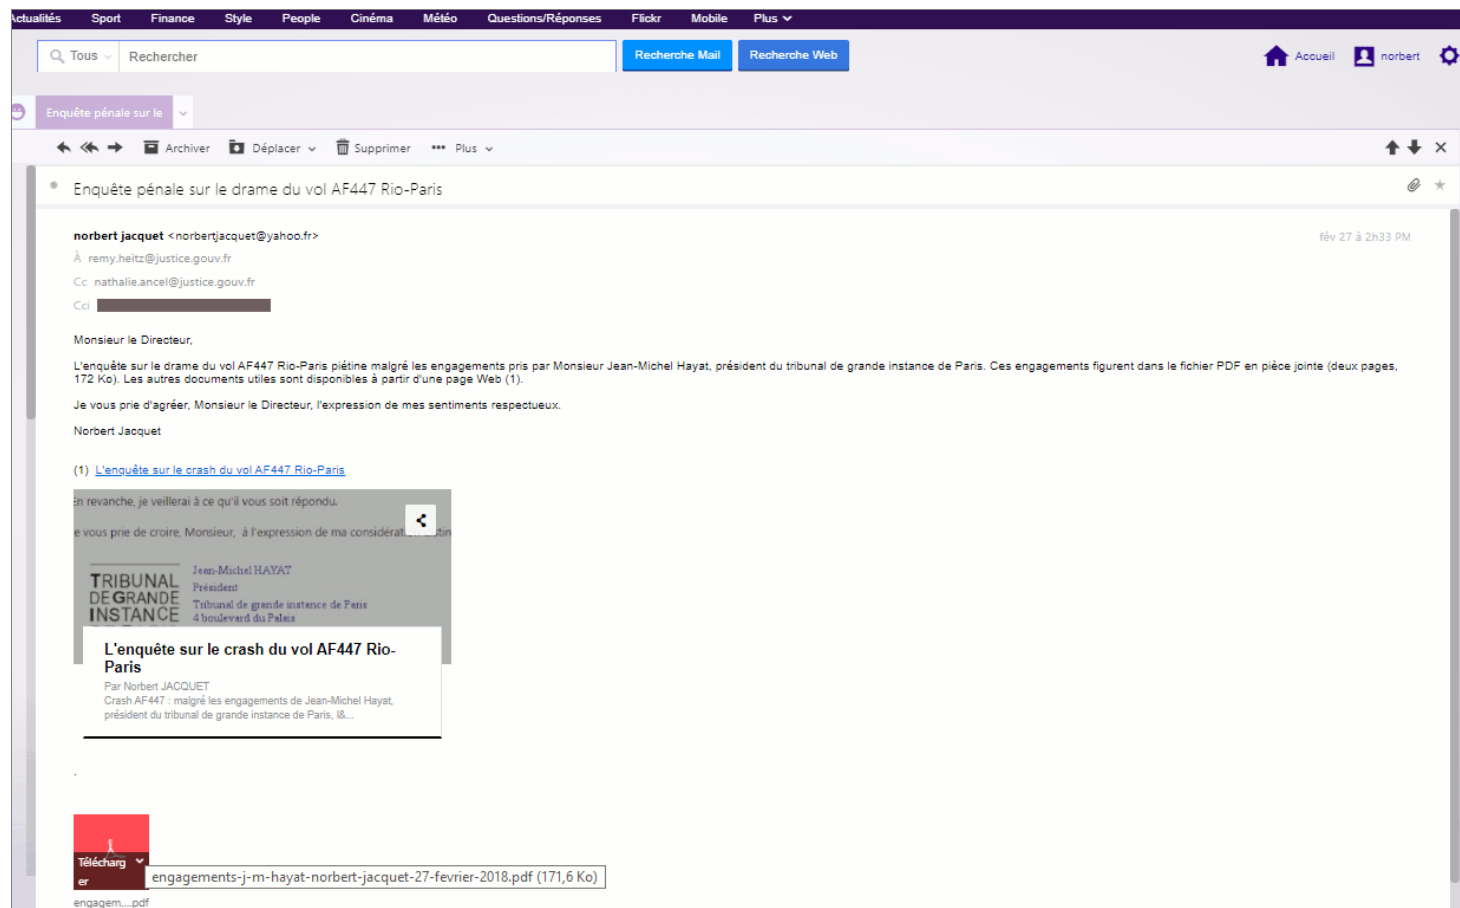 Actualités Sport Finance Style People Cinéma Météo Questions/Réponses Flickr Mobile Plus
Tous Rechercher Recherche Mail Recherche Web Accueil norbert
Enquête pénale sur le
Archiver Déplacer Supprimer ••• Plus
Enquête pénale sur le drame du vol AF447 Rio-Paris
norbert jacquet <norbertjacquet@yahoo.fr> fév 27 à 2h33 PM
À remy.heitz@justice.gouv.fr
Cc nathalie.ancel@justice.gouv.fr
Cci
Monsieur le Directeur,
L'enquête sur le drame du vol AF447 Rio-Paris piétine malgré les engagements pris par Monsieur Jean-Michel Hayat, président du tribunal de grande instance de Paris. Ces engagements figurent dans le fichier PDF en pièce jointe (deux pages,
172 Ko). Les autres documents utiles sont disponibles à partir d'une page Web (1).
Je vous prie d'agréer, Monsieur le Directeur, l'expression de mes sentiments respectueux.
Norbert Jacquet
(1) L'enquête sur le crash du vol AF447 Rio-Paris
En revanche, je veillerai à ce qu'il vous soit répondu.
e vous prie de croire, Monsieur, à l'expression de ma considérat
TRIBUNAL
DE GRANDE
INSTANCE
Jean-Michel HAYAT
Président
Tribunal de grande instance de Paris
4 boulevard du Palais
L'enquête sur le crash du vol AF447 Rio-
Paris
Par Norbert JACQUET
Crash AF447 : malgré les engagements de Jean-Michel Hayat,
président du tribunal de grande instance de Paris, l&...
.
Télécharg
er
engagements-j-m-hayat-norbert-jacquet-27-fevrier-2018.pdf (171,6 Ko)
engagem....pdf